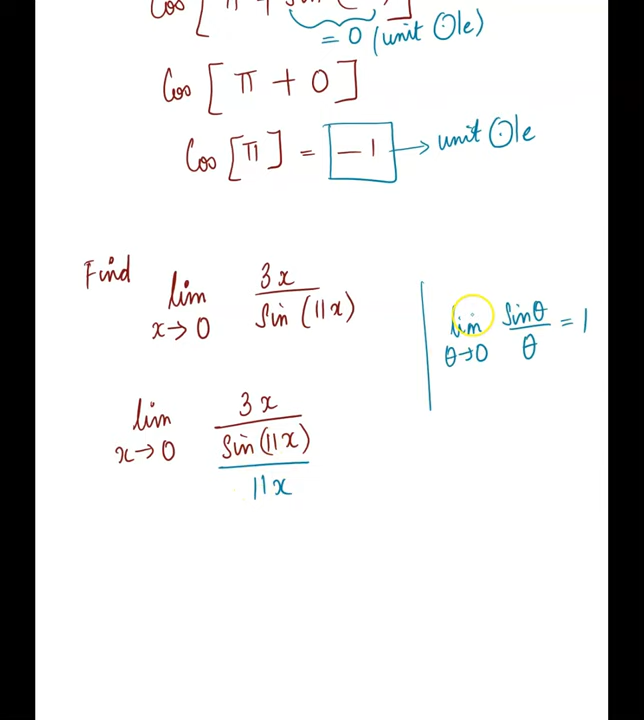 = 0 (unit ⊙le)
Cos [ π + 0 ]
Cos [π] = -1 → unit ⊙le
Find lim x→0 3x / sin (11x)
lim θ→0 sinθ / θ = 1
lim x→0 3x / sin(11x) / 11x